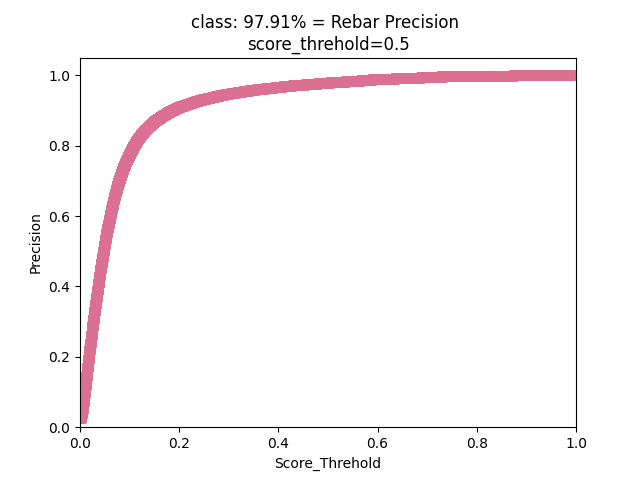 class: 97.91% = Rebar Precision
score_threhold=0.5
1.0
0.8
0.6
0.4
0.2
0.0
Precision
0.0 0.2 0.4 0.6 0.8 1.0
Score_Threhold